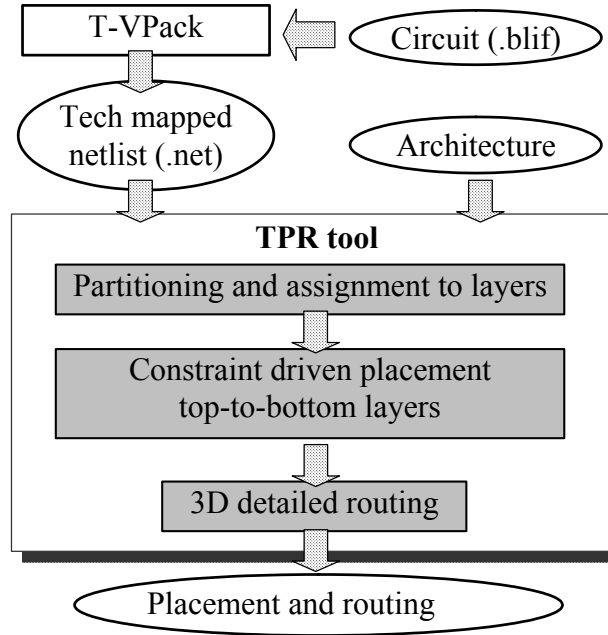 T-VPack
Circuit (.blif)
Tech mapped
netlist (.net)
Architecture
TPR tool
Partitioning and assignment to layers
Constraint driven placement
top-to-bottom layers
3D detailed routing
Placement and routing